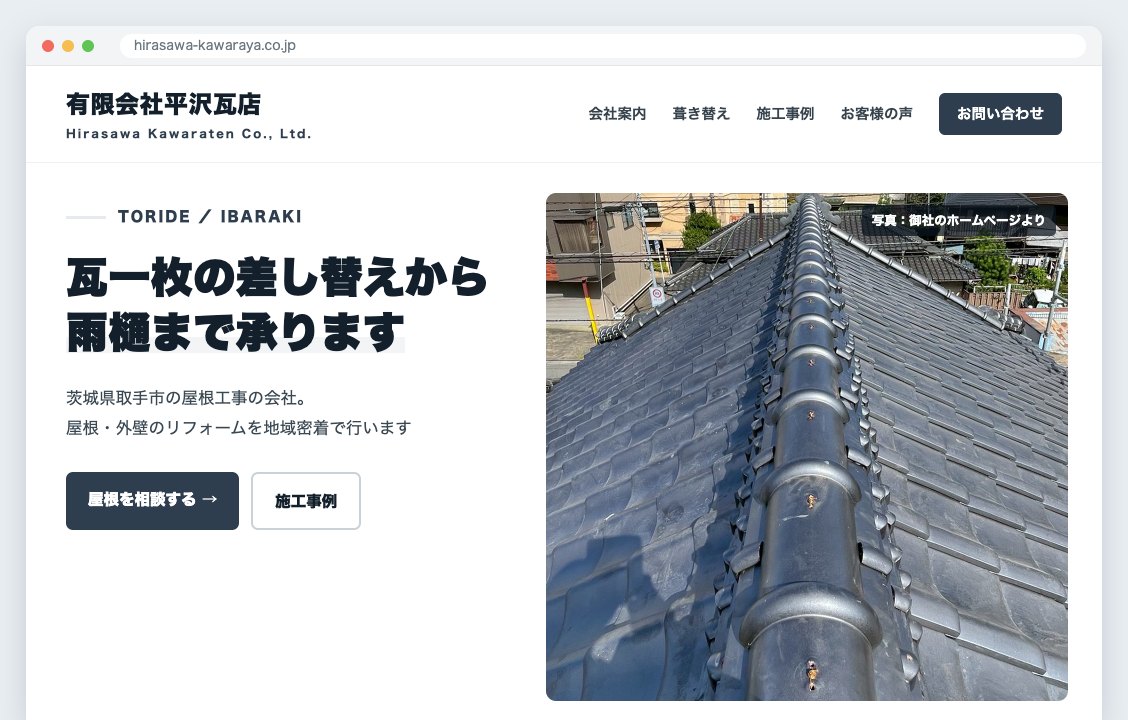 hirasawa-kawaraya.co.jp
有限会社平沢瓦店
Hirasawa Kawaraten Co., Ltd.
会社案内 葺き替え 施工事例 お客様の声 お問い合わせ
TORIDE / IBARAKI
瓦一枚の差し替えから
雨樋まで承ります
茨城県取手市の屋根工事の会社。
屋根・外壁のリフォームを地域密着で行います
屋根を相談する →
施工事例
写真：御社のホームページより